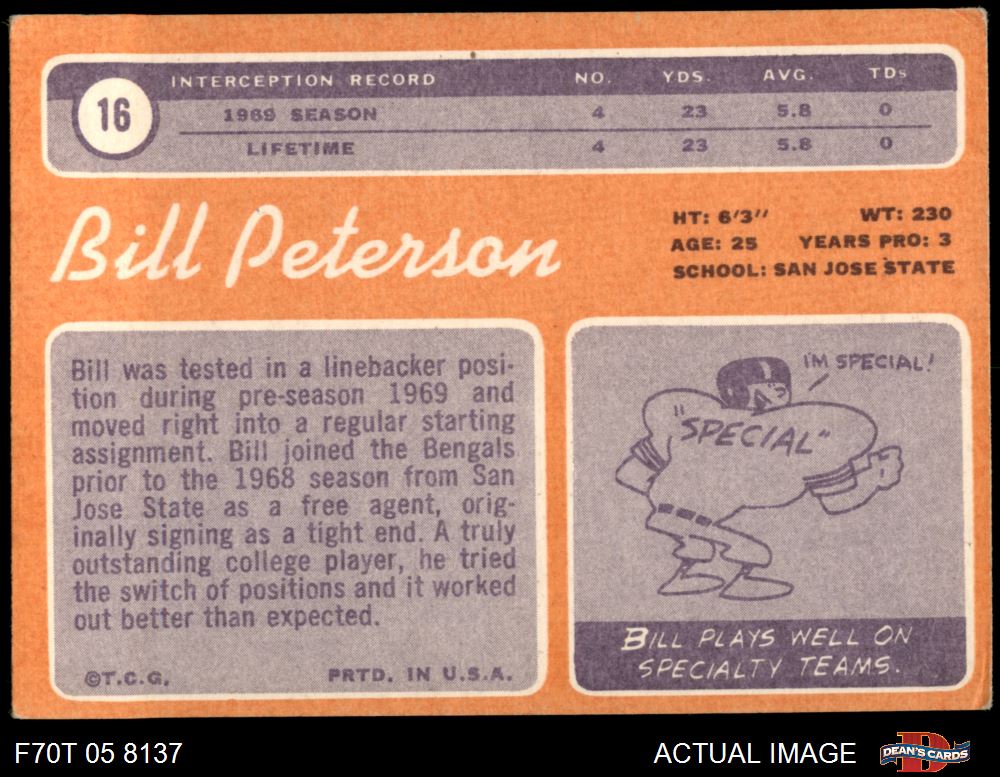 16
INTERCEPTION RECORD NO. YDS. AVG. TDs
1969 SEASON 4 23 5.8 0
LIFETIME 4 23 5.8 0
Bill Peterson
HT: 6'3'' WT: 230
AGE: 25 YEARS PRO: 3
SCHOOL: SAN JOSE STATE
Bill was tested in a linebacker posi-
tion during pre-season 1969 and
moved right into a regular starting
assignment. Bill joined the Bengals
prior to the 1968 season from San
Jose State as a free agent, orig-
inally signing as a tight end. A truly
outstanding college player, he tried
the switch of positions and it worked
out better than expected.
©T.C.G. PRTD. IN U.S.A.
I'M SPECIAL!
"SPECIAL"
BILL PLAYS WELL ON
SPECIALTY TEAMS.
F70T 05 8137
ACTUAL IMAGE
D
DEAN'S CARDS